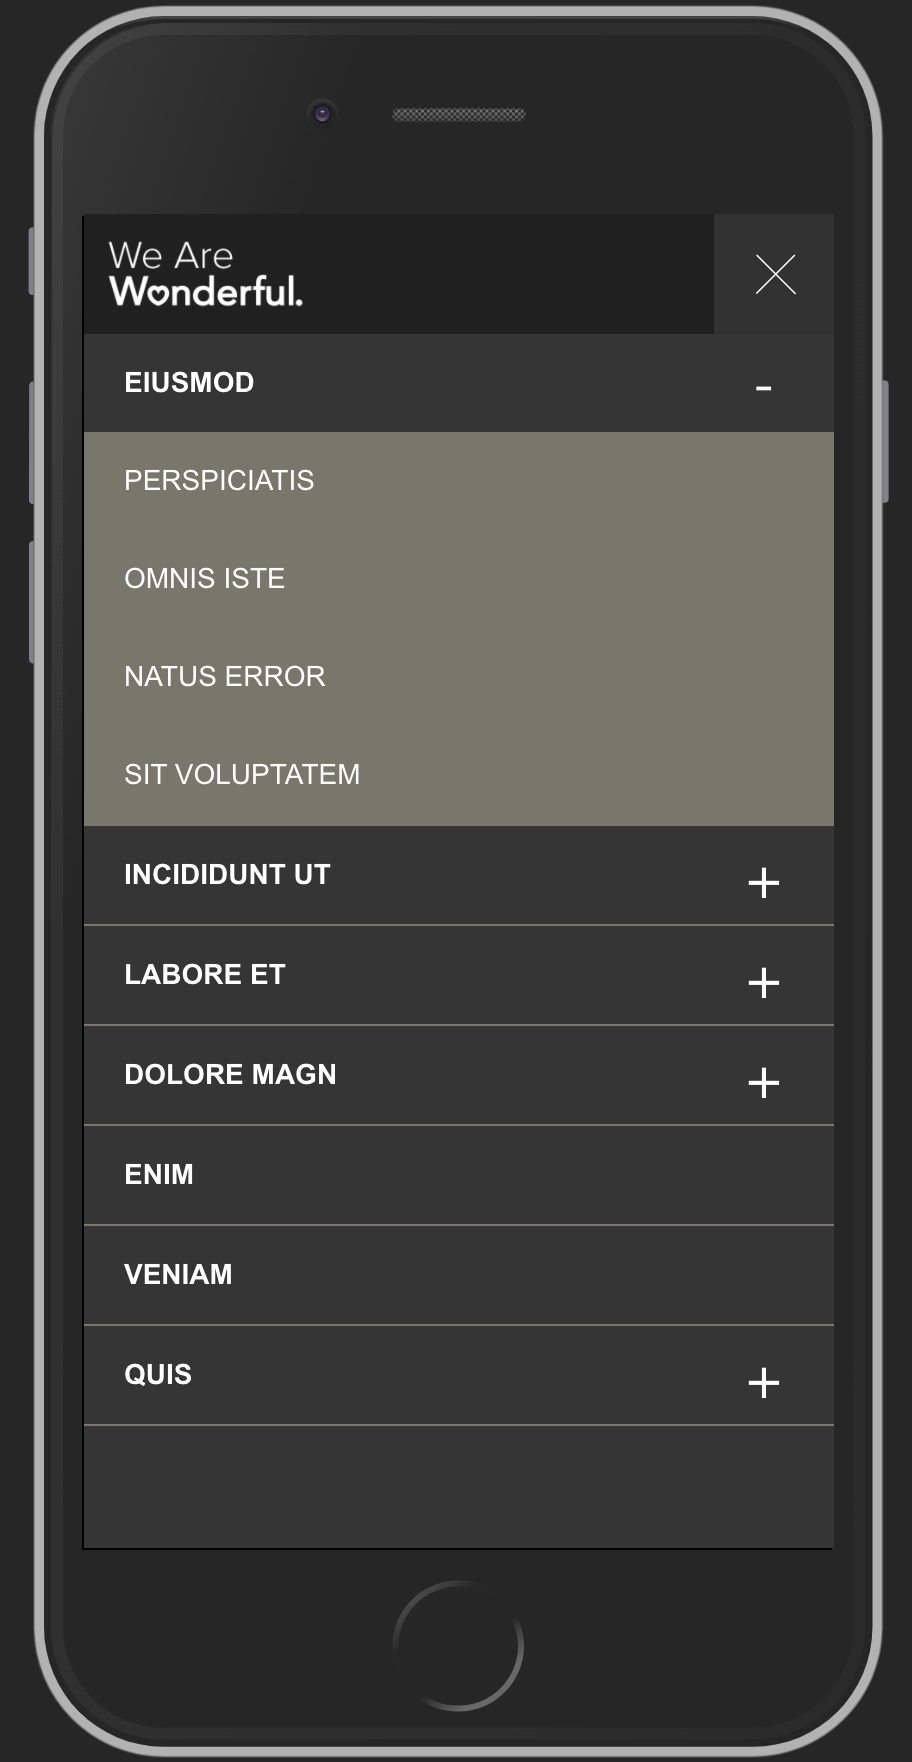 We Are
Wonderful.
EIUSMOD -
PERSPICIATIS
OMNIS ISTE
NATUS ERROR
SIT VOLUPTATEM
INCIDIDUNT UT +
LABORE ET +
DOLORE MAGN +
ENIM
VENIAM
QUIS +